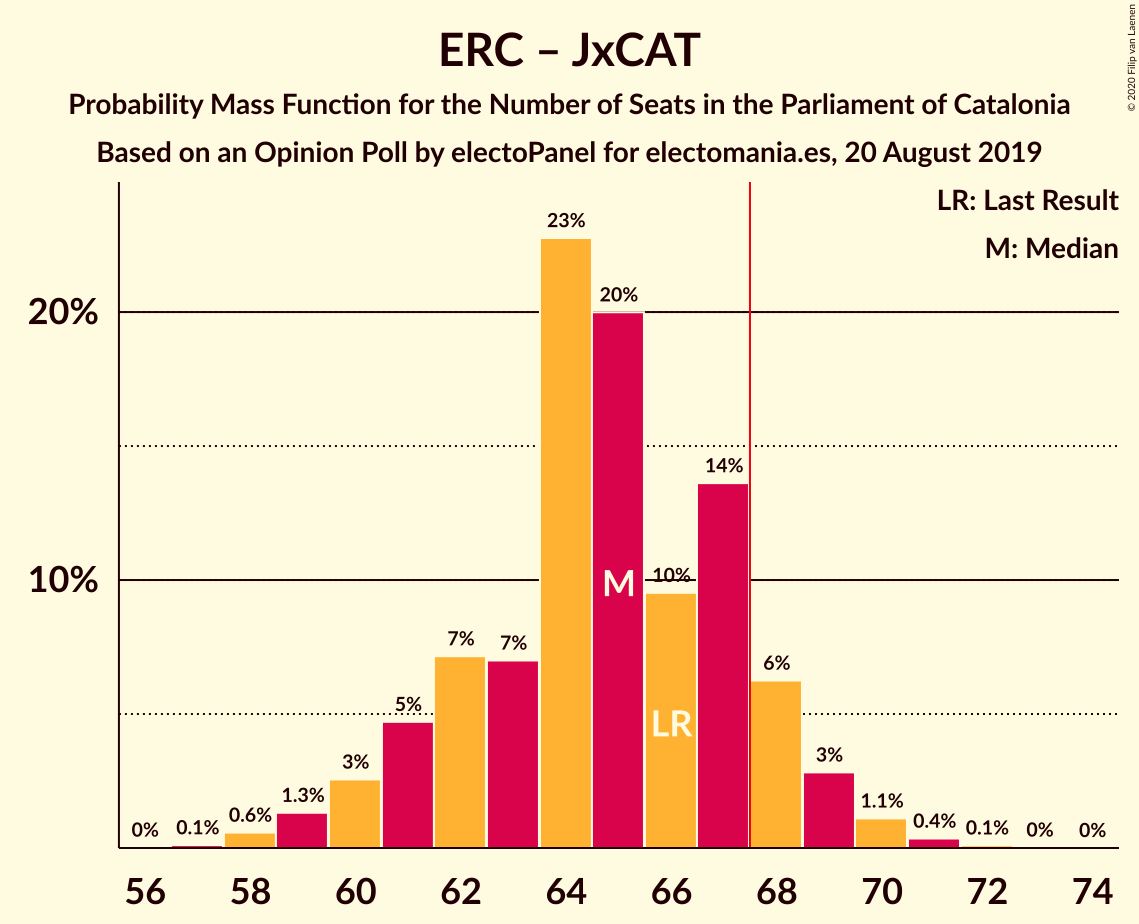 ERC – JxCAT
Probability Mass Function for the Number of Seats in the Parliament of Catalonia
Based on an Opinion Poll by electoPanel for electomania.es, 20 August 2019
© 2020 Filip van Laenen
LR: Last Result
M: Median
20%
10%
0%
0.1%
0.6%
1.3%
3%
5%
7%
7%
23%
20%
10%
14%
6%
3%
1.1%
0.4%
0.1%
0%
0%
M
LR
56 58 60 62 64 66 68 70 72 74